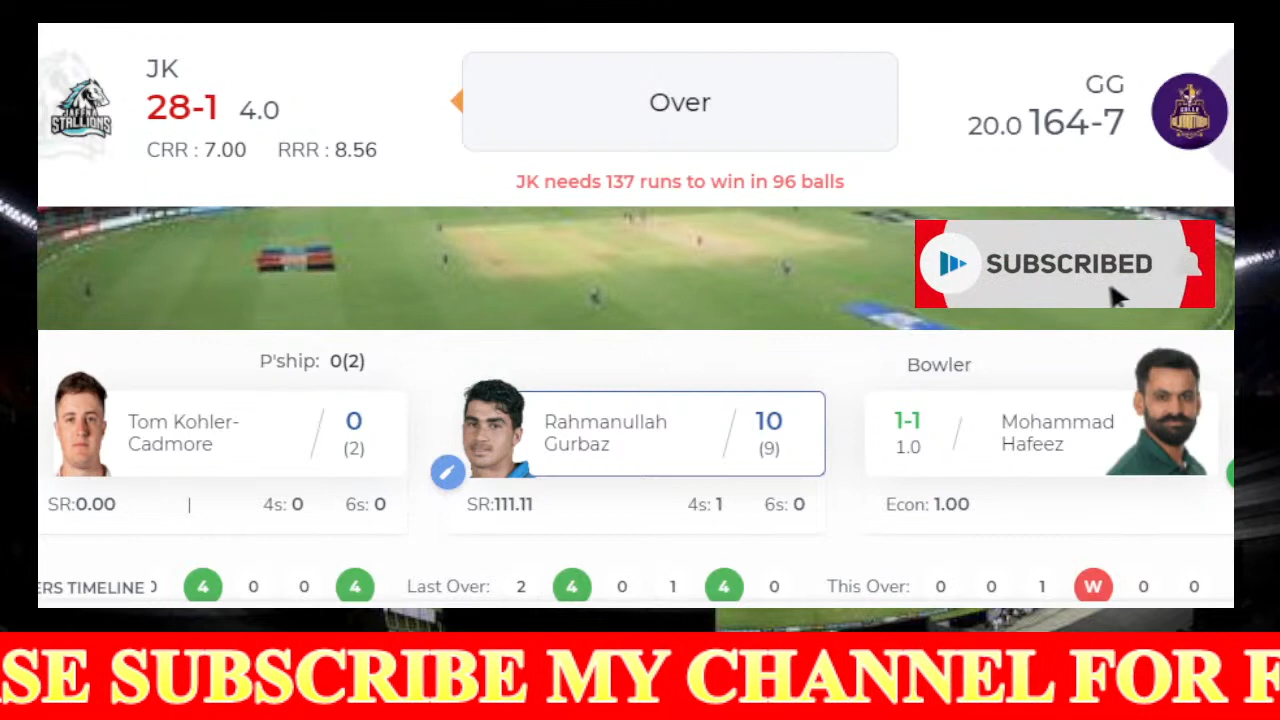 JK
28-1 4.0
CRR : 7.00 RRR : 8.56
JAFFNA
STALLIONS
Over
JK needs 137 runs to win in 96 balls
GG
20.0 164-7
GALLE
SUBSCRIBED
P'ship: 0(2)
Tom Kohler-
Cadmore
0
(2)
SR:0.00 | 4s: 0 6s: 0
Rahmanullah
Gurbaz
10
(9)
SR:111.11 4s: 1 6s: 0
Bowler
1-1
1.0
Mohammad
Hafeez
Econ: 1.00
ERS TIMELINE 4 0 0 4 Last Over: 2 4 0 1 4 0 This Over: 0 0 1 W 0 0
SE SUBSCRIBE MY CHANNEL FOR F